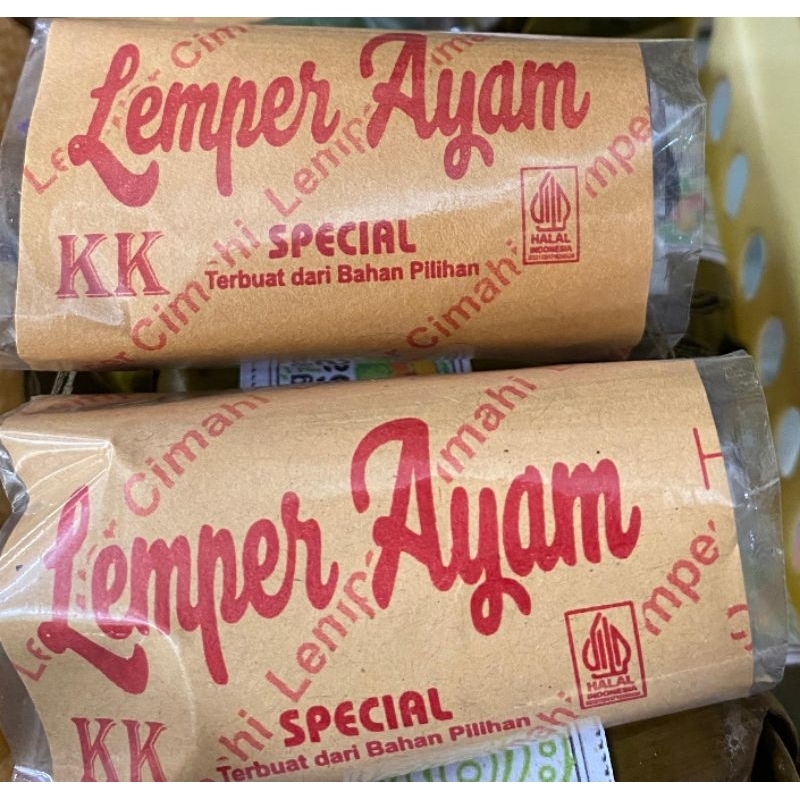 Lemper Ayam
KK
SPECIAL
Terbuat dari Bahan Pilihan
HALAL
INDONESIA
Cimahi
Lemper Ayam
KK
SPECIAL
Terbuat dari Bahan Pilihan
HALAL
INDONESIA
Cimahi